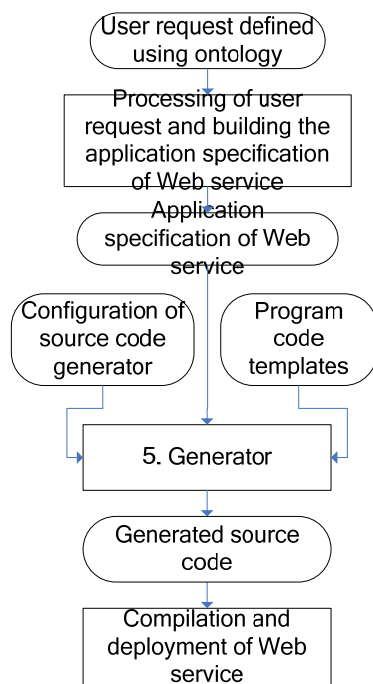 User request defined
using ontology
Processing of user
request and building the
application specification
of Web service
Application
specification of Web
service
Configuration of
source code
generator
Program
code
templates
5. Generator
Generated source
code
Compilation and
deployment of Web
service